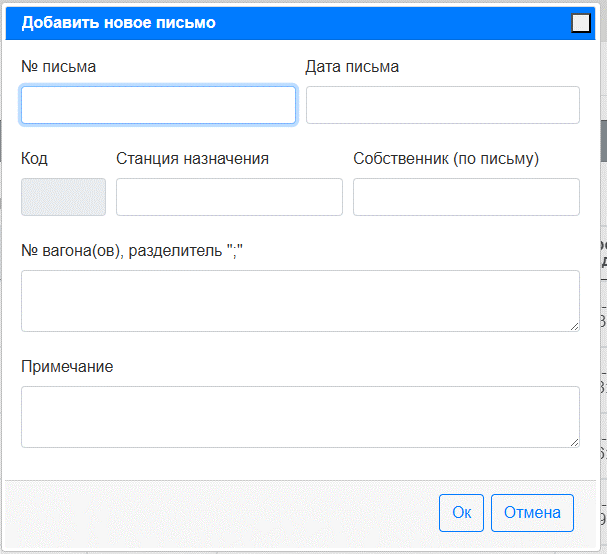 Добавить новое письмо
№ письма Дата письма
Код Станция назначения Собственник (по письму)
№ вагона(ов), разделитель ";"
Примечание
Ок Отмена